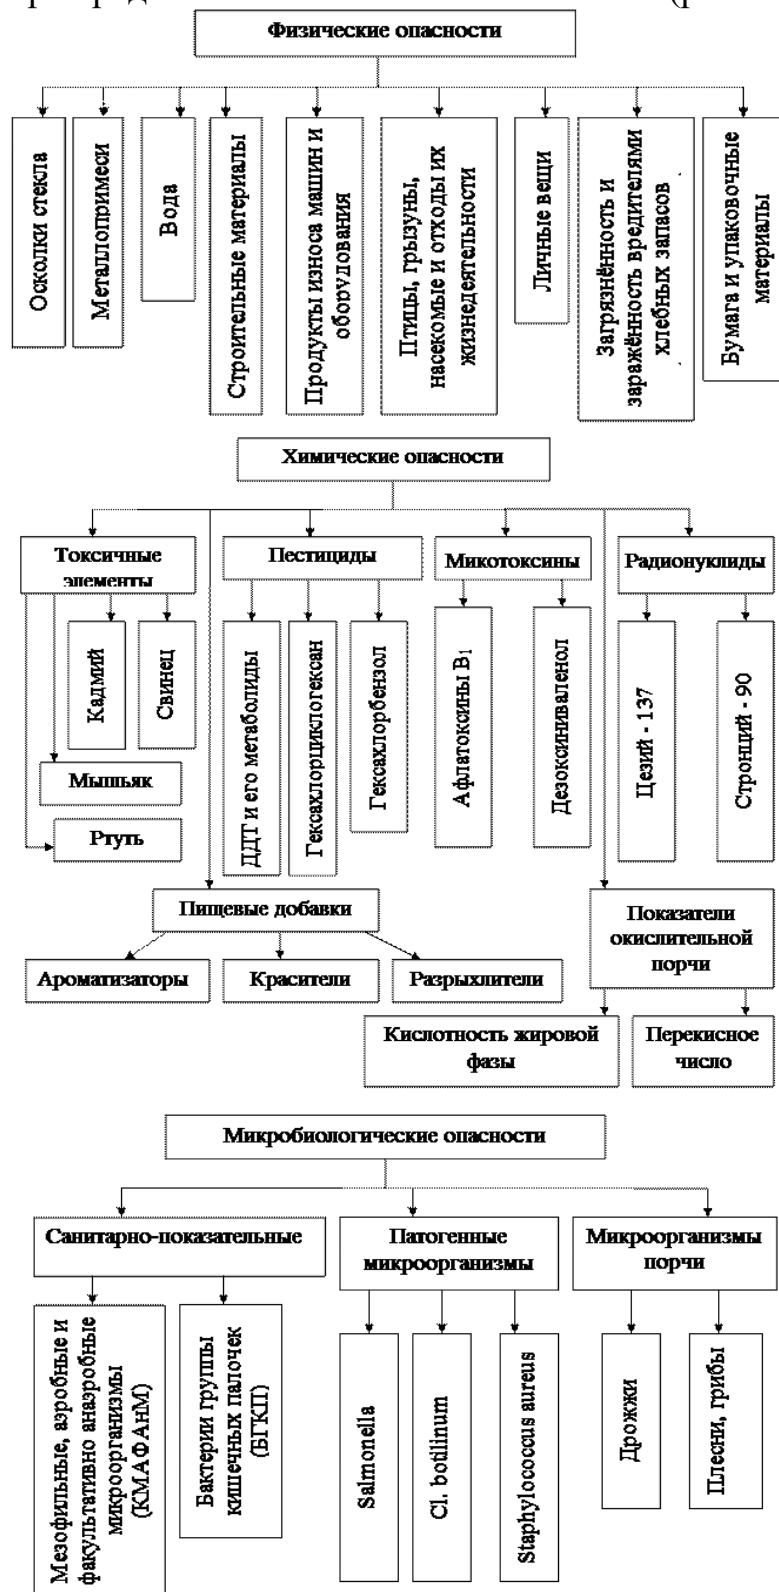 Физические опасности
Осколки стекла
Металлопримеси
Вода
Строительные материалы
Продукты износа машин и
оборудования
Птицы, грызуны,
насекомые и отходы их
жизнедеятельности
Личные вещи
Загрязнённость и
заражённость вредителями
хлебных запасов
Бумага и упаковочные
материалы
Химические опасности
Токсичные
элементы
Пестициды
Микотоксины
Радионуклиды
Кадмий
Свинец
Мышьяк
Ртуть
ДДТ и его метаболиды
Гексахлорциклогексан
Гексахлорбензол
Афлатоксины В1
Дезоксиниваленол
Цезий - 137
Стронций - 90
Пищевые добавки
Ароматизаторы
Красители
Разрыхлители
Показатели
окислительной
порчи
Кислотность жировой
фазы
Перекисное
число
Микробиологические опасности
Санитарно-показательные
Патогенные
микроорганизмы
Микроорганизмы
порчи
Мезофильные, аэробные и
факультативно анаэробные
микроорганизмы
(КМАФАнМ)
Бактерии группы
кишечных палочек
(БГКП)
Salmonella
Cl. botilinum
Staphylococcus aureus
Дрожжи
Плесни, грибы